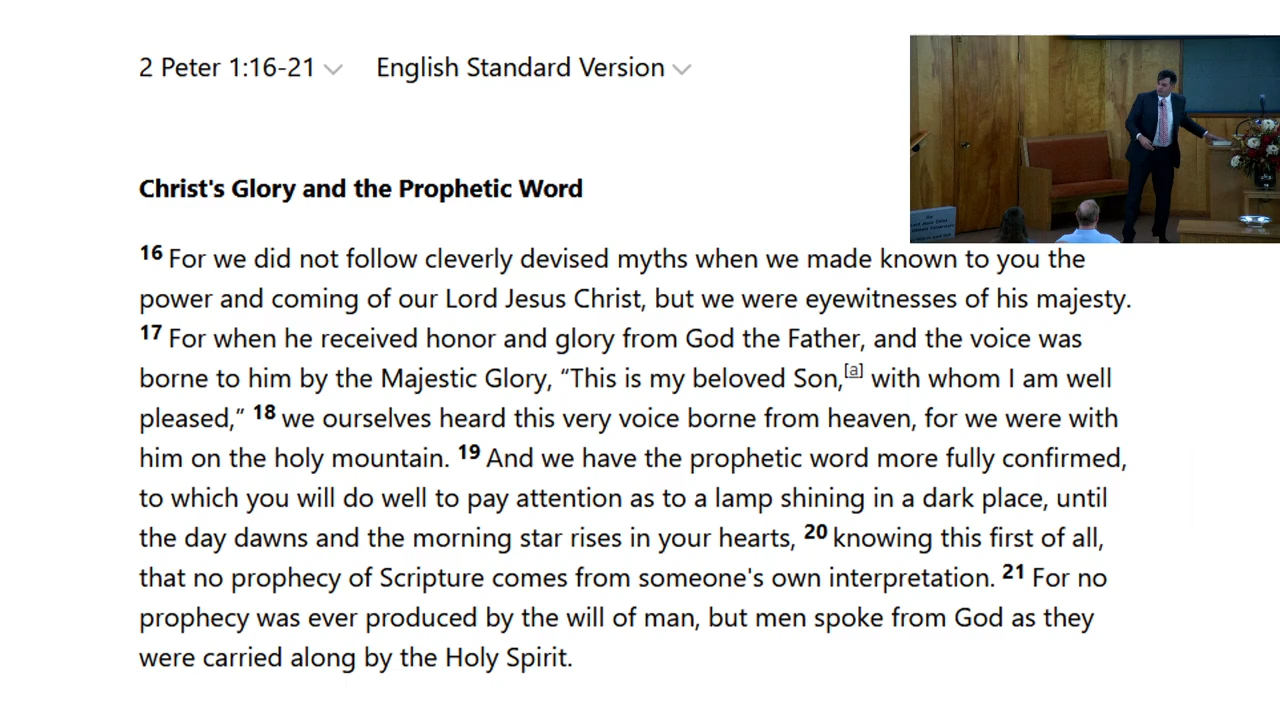 2 Peter 1:16-21 English Standard Version
Christ's Glory and the Prophetic Word
16 For we did not follow cleverly devised myths when we made known to you the
power and coming of our Lord Jesus Christ, but we were eyewitnesses of his majesty.
17 For when he received honor and glory from God the Father, and the voice was
borne to him by the Majestic Glory, “This is my beloved Son,[a] with whom I am well
pleased,” 18 we ourselves heard this very voice borne from heaven, for we were with
him on the holy mountain. 19 And we have the prophetic word more fully confirmed,
to which you will do well to pay attention as to a lamp shining in a dark place, until
the day dawns and the morning star rises in your hearts, 20 knowing this first of all,
that no prophecy of Scripture comes from someone's own interpretation. 21 For no
prophecy was ever produced by the will of man, but men spoke from God as they
were carried along by the Holy Spirit.